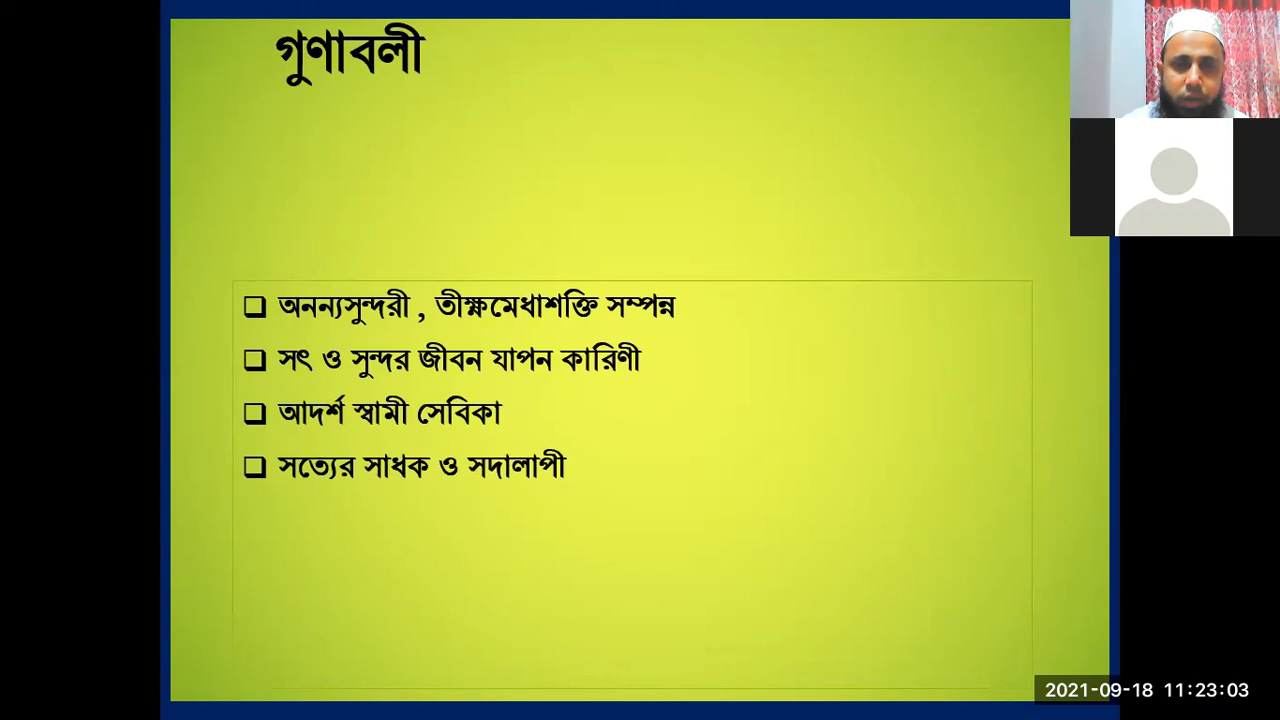 গুণাবলী
অনন্যসুন্দরী , তীক্ষ্ণমেধাশক্তি সম্পন্ন
সৎ ও সুন্দর জীবন যাপন কারিণী
আদর্শ স্বামী সেবিকা
সত্যের সাধক ও সদালাপী
2021-09-18 11:23:03